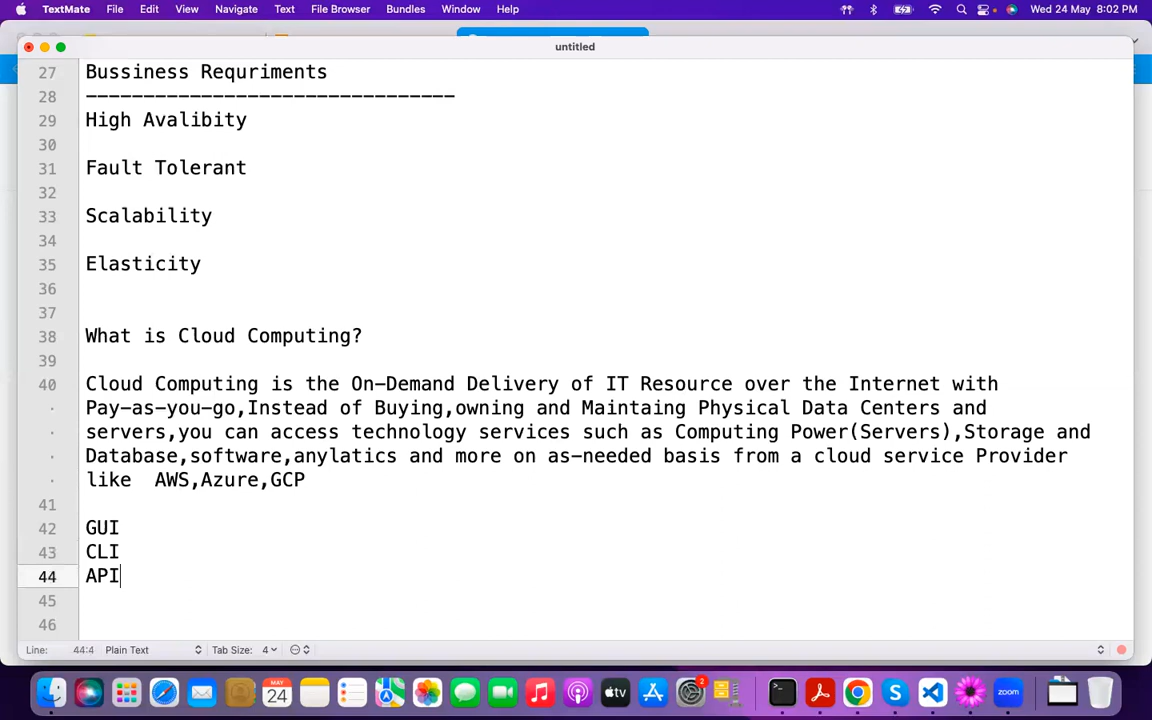 TextMate File Edit View Navigate Text File Browser Bundles Window Help Wed 24 May 8:02 PM
untitled
27 Bussiness Requriments
28 --------------------------------
29 High Avalibity
30
31 Fault Tolerant
32
33 Scalability
34
35 Elasticity
36
37
38 What is Cloud Computing?
39
40 Cloud Computing is the On-Demand Delivery of IT Resource over the Internet with
Pay-as-you-go,Instead of Buying,owning and Maintaing Physical Data Centers and
servers,you can access technology services such as Computing Power(Servers),Storage and
Database,software,anylatics and more on as-needed basis from a cloud service Provider
like  AWS,Azure,GCP
41
42 GUI
43 CLI
44 API
45
46
Line: 44:4 Plain Text Tab Size: 4
MAY
24
tv
2
zoom